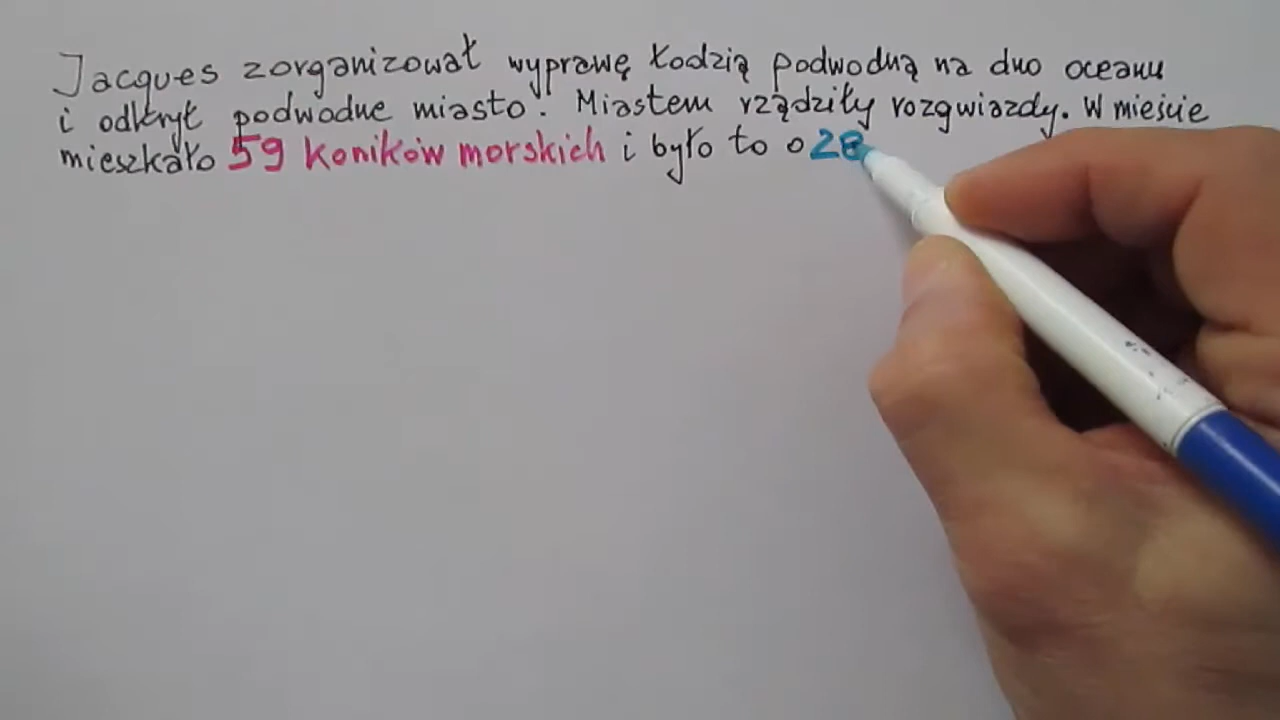 Jacques zorganizował wyprawę łodzią podwodną na dno oceanu
i odkrył podwodne miasto. Miastem rządziły rozgwiazdy. W mieście
mieszkało 59 koników morskich i było to o 28